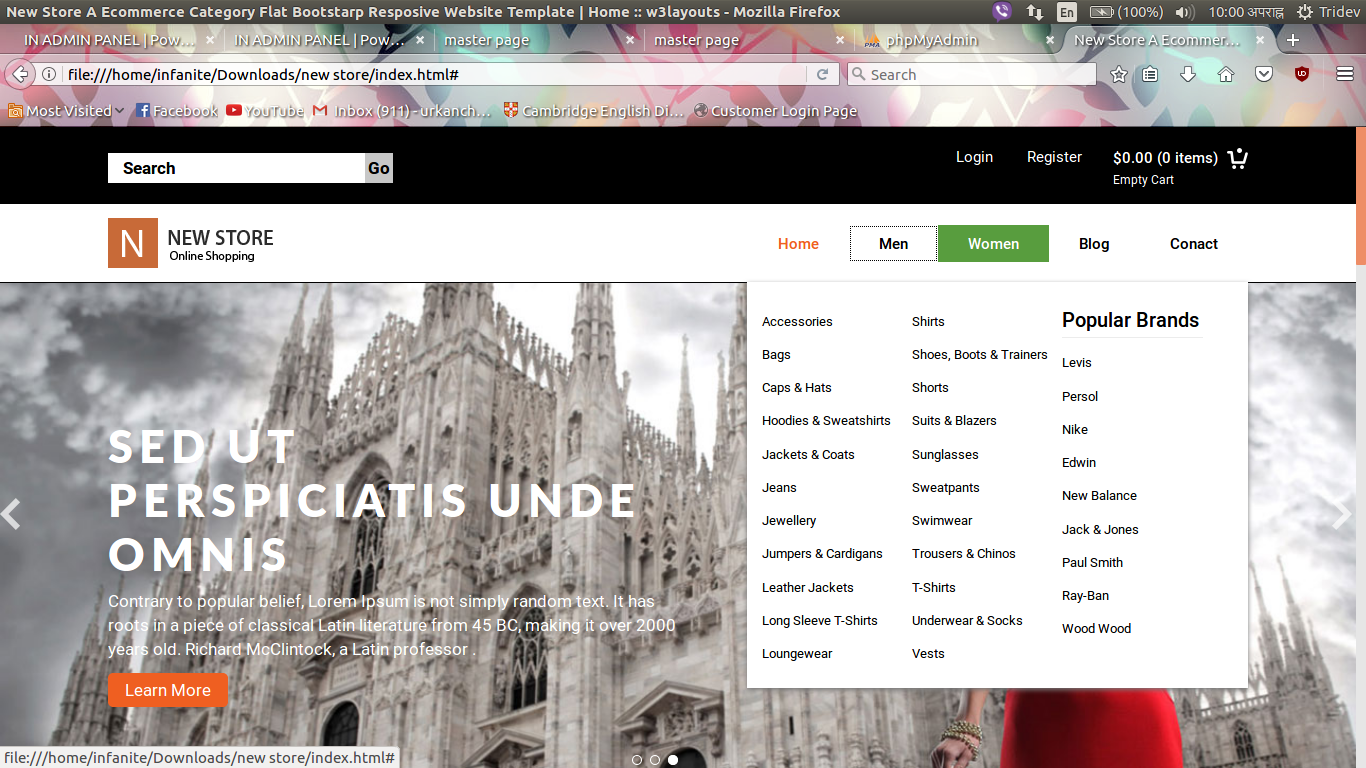 New Store A Ecommerce Category Flat Bootstarp Resposive Website Template | Home :: w3layouts - Mozilla Firefox
En (100%) 10:00 अपराह्न Tridev
IN ADMIN PANEL | Pow... IN ADMIN PANEL | Pow... master page master page phpMyAdmin New Store A Ecommer...
file:///home/infanite/Downloads/new store/index.html# Search
Most Visited Facebook YouTube Inbox (911) - urkanch... Cambridge English Di... Customer Login Page
Search Go
Login Register $0.00 (0 items)
Empty Cart
N NEW STORE
Online Shopping
Home Men Women Blog Conact
Accessories
Bags
Caps & Hats
Hoodies & Sweatshirts
Jackets & Coats
Jeans
Jewellery
Jumpers & Cardigans
Leather Jackets
Long Sleeve T-Shirts
Loungewear
Shirts
Shoes, Boots & Trainers
Shorts
Suits & Blazers
Sunglasses
Sweatpants
Swimwear
Trousers & Chinos
T-Shirts
Underwear & Socks
Vests
Popular Brands
Levis
Persol
Nike
Edwin
New Balance
Jack & Jones
Paul Smith
Ray-Ban
Wood Wood
SED UT
PERSPICIATIS UNDE
OMNIS
Contrary to popular belief, Lorem Ipsum is not simply random text. It has
roots in a piece of classical Latin literature from 45 BC, making it over 2000
years old. Richard McClintock, a Latin professor .
Learn More
file:///home/infanite/Downloads/new store/index.html#